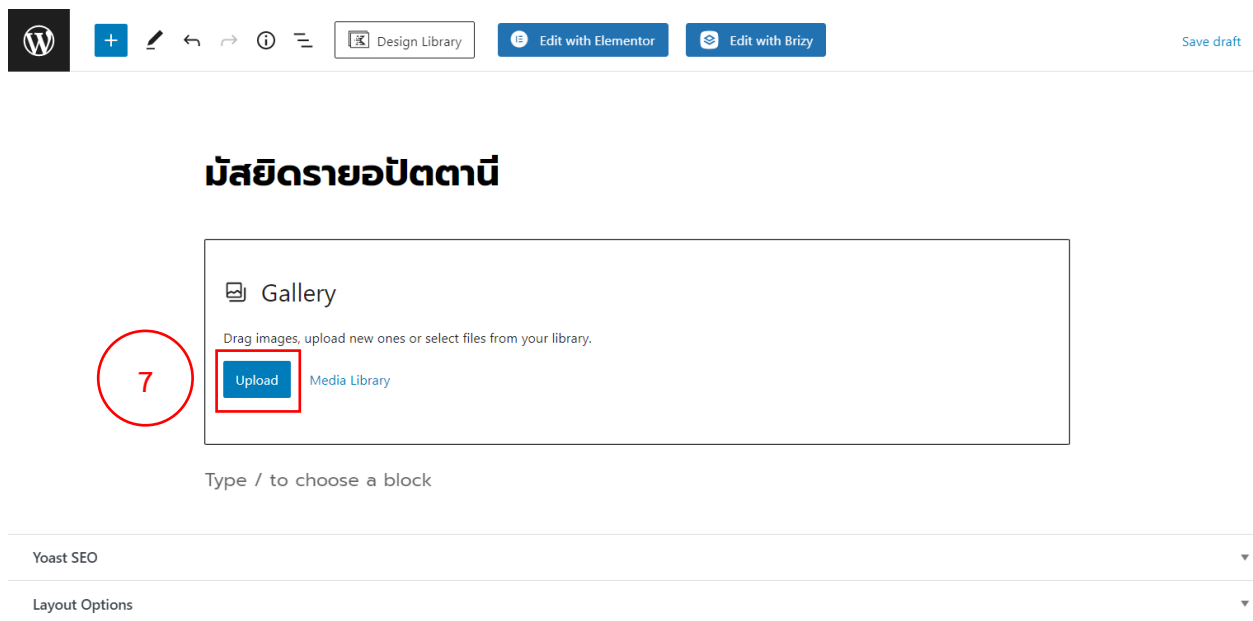 Design Library
Edit with Elementor
Edit with Brizy
Save draft
มัสยิดรายอปัตตานี
Gallery
Drag images, upload new ones or select files from your library.
7
Upload
Media Library
Type / to choose a block
Yoast SEO
Layout Options